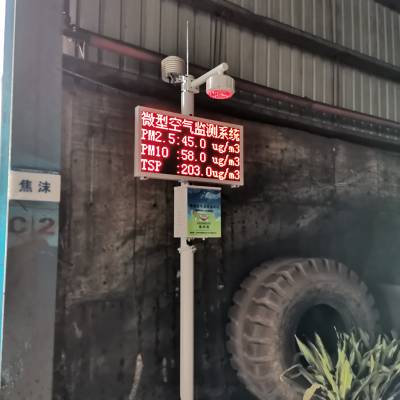 微型空气监测系统
PM2.5:45.0 ug/m3
PM10 :58.0 ug/m3
TSP :203.0ug/m3
焦沫
C2